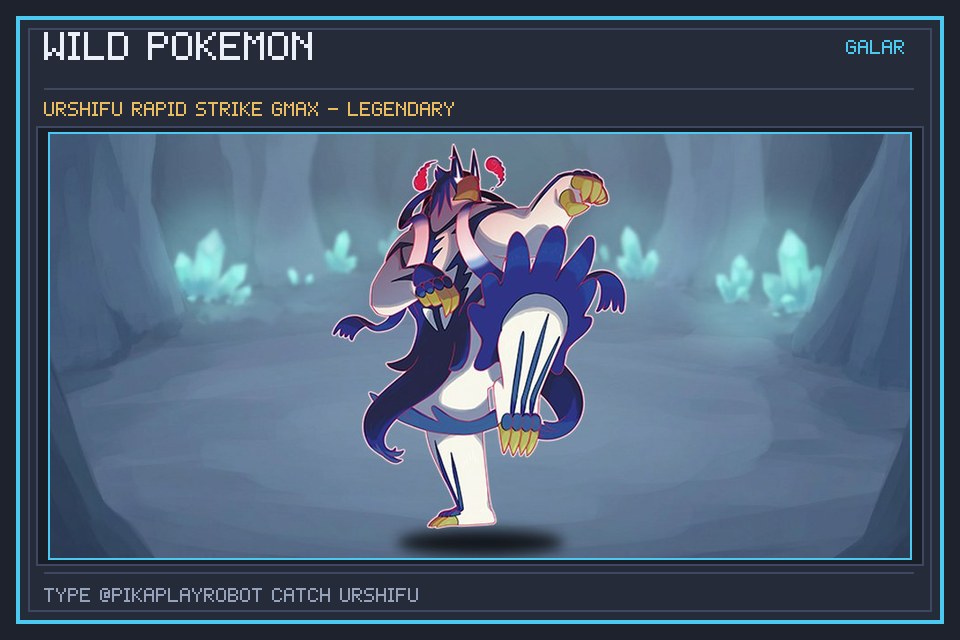 WILD POKEMON
GALAR
URSHIFU RAPID STRIKE GMAX - LEGENDARY
TYPE @PIKAPLAYROBOT CATCH URSHIFU